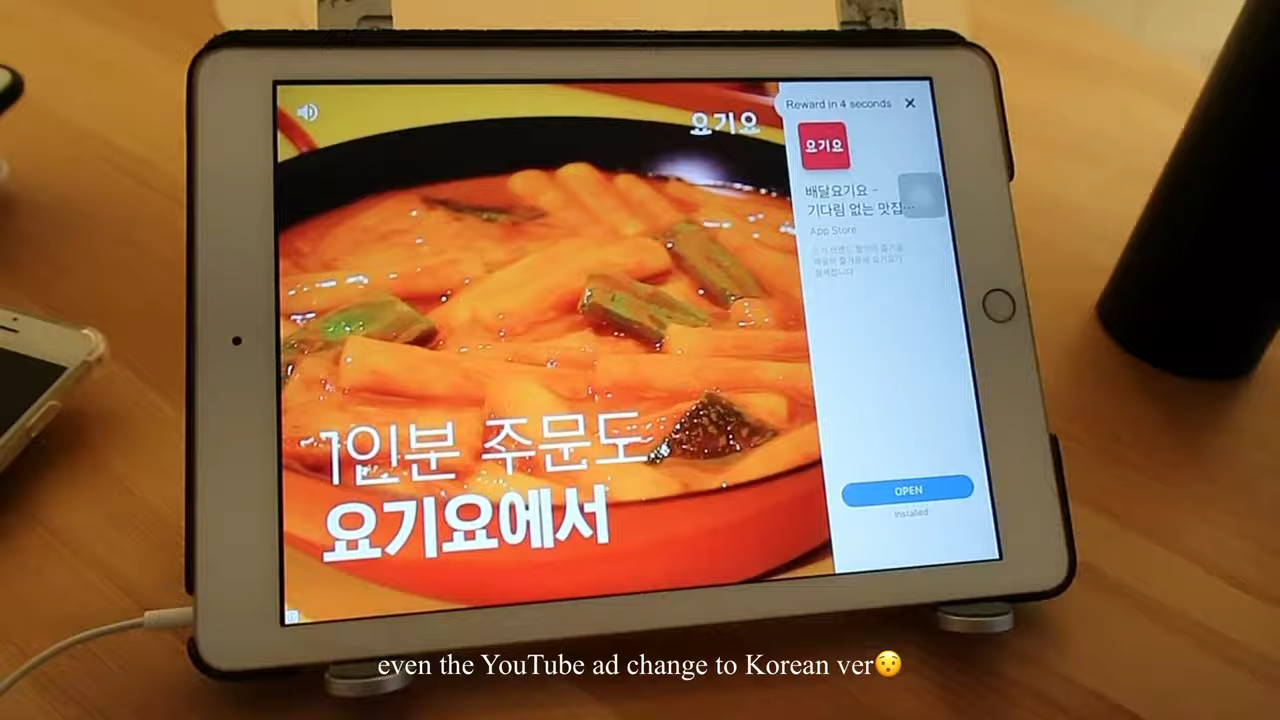 요기요
Reward in 4 seconds
요기요
배달요기요 -
기다림 없는 맛집…
App Store
OPEN
Installed
1인분 주문도
요기요에서
even the YouTube ad change to Korean ver😯